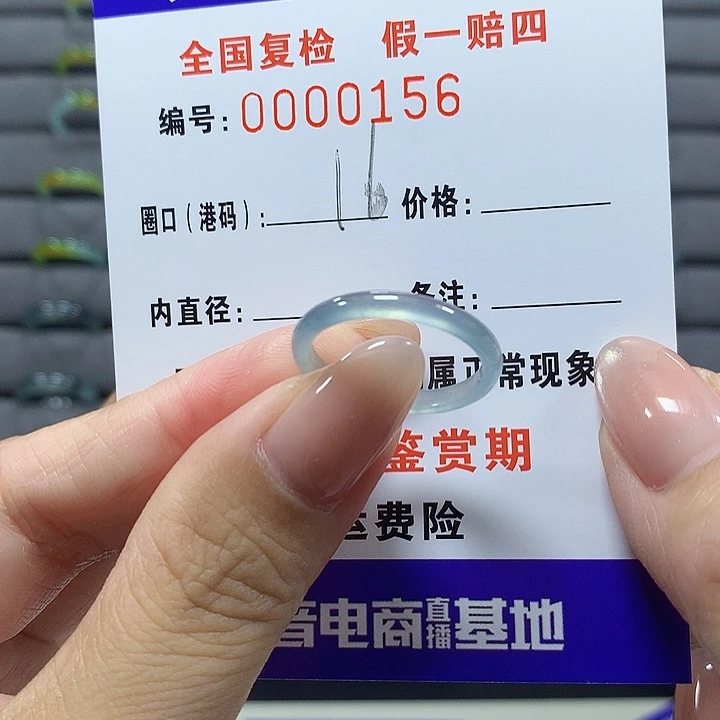 全国复检 假一赔四
编号:0000156
圈口(港码): 价格:
内直径: 备注:
属正常现象
鉴赏期
运费险
音电商直播基地